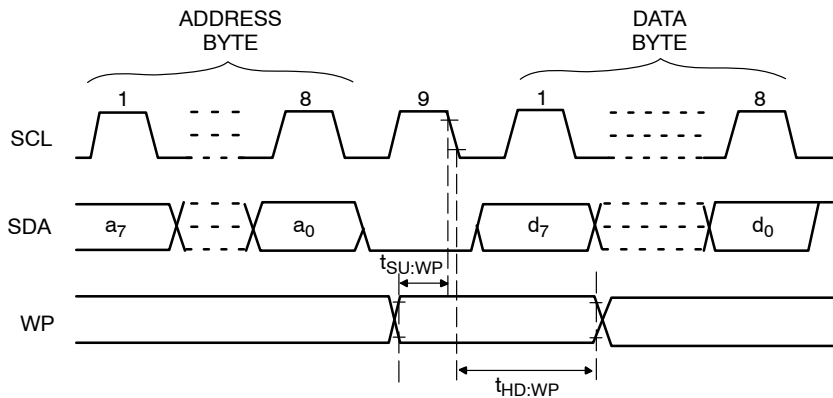 ADDRESS
BYTE
DATA
BYTE
1 8 9 1 8
SCL
SDA a7 a0 d7 d0
tSU:WP
WP
tHD:WP